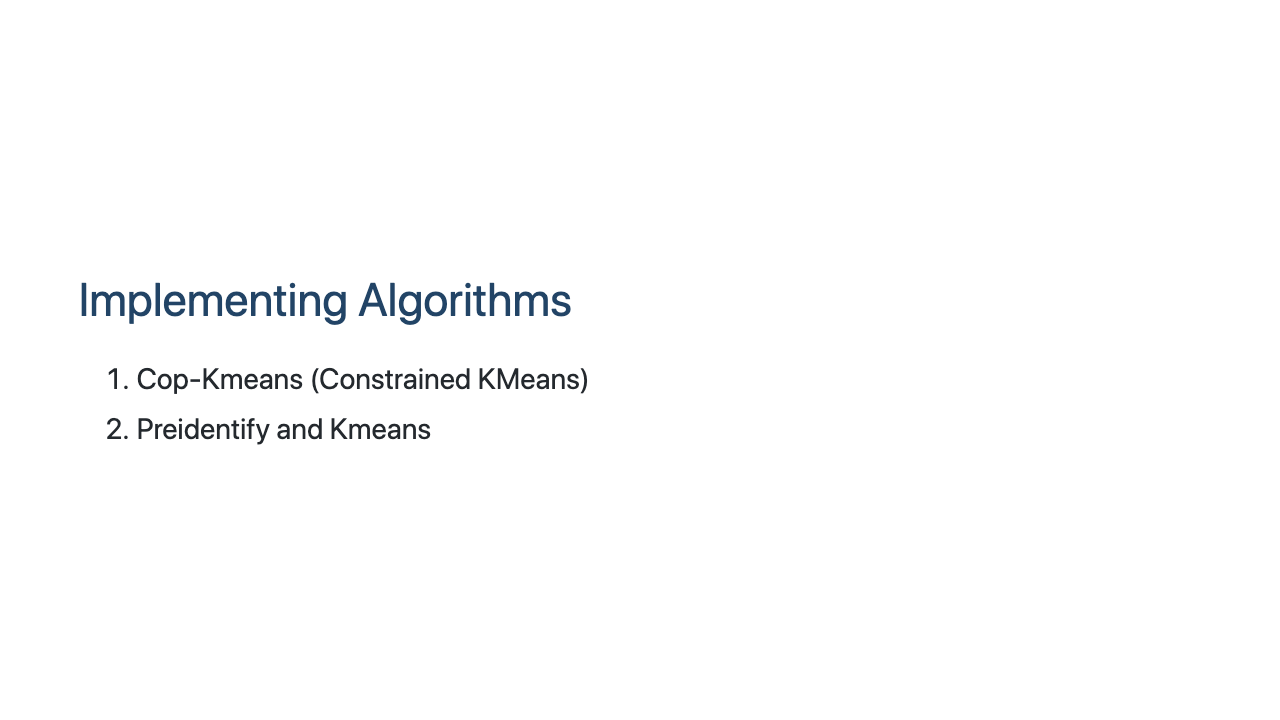 Implementing Algorithms
1. Cop-Kmeans (Constrained KMeans)
2. Preidentify and Kmeans